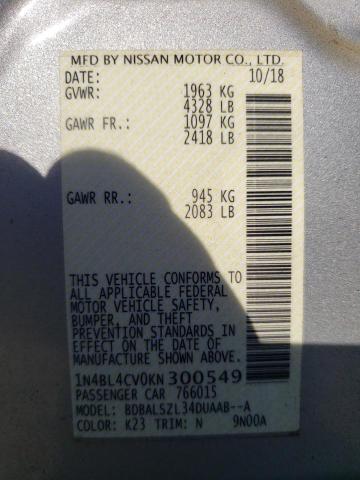 MFD BY NISSAN MOTOR CO., LTD.
DATE: 10/18
GVWR: 1963 KG
4328 LB
GAWR FR.: 1097 KG
2418 LB
GAWR RR.: 945 KG
2083 LB
THIS VEHICLE CONFORMS TO
ALL APPLICABLE FEDERAL
MOTOR VEHICLE SAFETY,
BUMPER, AND THEFT
PREVENTION STANDARDS IN
EFFECT ON THE DATE OF
MANUFACTURE SHOWN ABOVE.
1N4BL4CV0KN300549
PASSENGER CAR 766015
MODEL: BDBALSZL34DUAAB--A
COLOR: K23 TRIM: N 9N00A